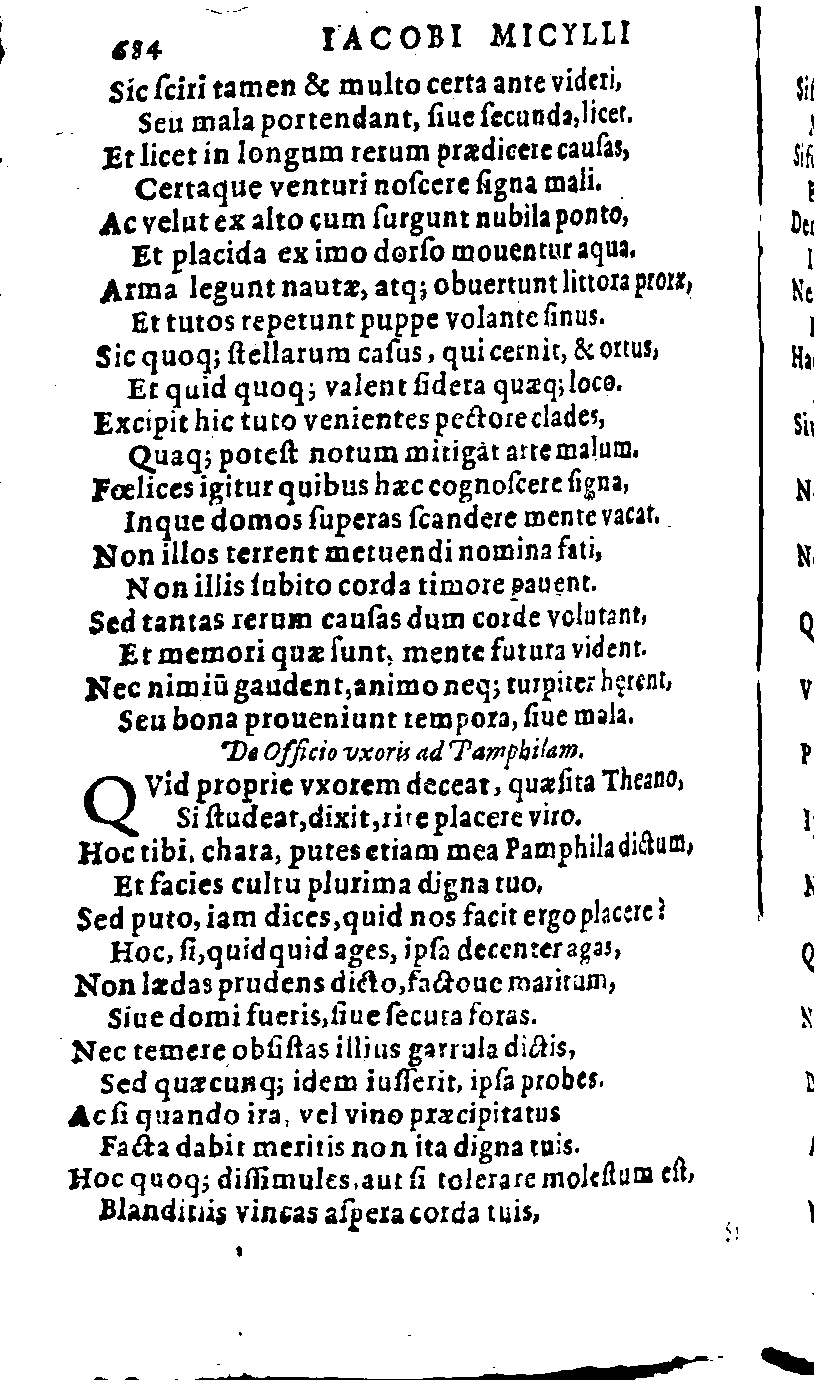 684 IACOBI MICYLLI
Sic ſciri tamen & multo certa ante videri,
Seu mala portendant, ſiue ſecunda, licet.
Et licet in longum rerum prædicere cauſas,
Certaque venturi noſcere ſigna mali.
Ac velut ex alto cum ſurgunt nubila ponto,
Et placida ex imo dorſo mouentur aqua.
Arma legunt nautæ, atq; obuertunt littora proræ,
Et tutos repetunt puppe volante ſinus.
Sic quoq; ſtellarum caſus, qui cernit, & ortus,
Et quid quoq; valent ſidera quæq; loco.
Excipit hic tuto venientes pectore clades,
Quaq; poteſt notum mitigat arte malum.
Fœlices igitur quibus hæc cognoſcere ſigna,
Inque domos ſuperas ſcandere mente vacat.
Non illos terrent metuendi nomina fati,
Non illis ſubito corda timore pauent.
Sed tantas rerum cauſas dum corde volutant,
Et memori quæ ſunt, mente futura vident.
Nec nimiū gaudent, animo neq; turpiter hęrent,
Seu bona proueniunt tempora, ſiue mala.
De Officio vxoris ad Pamphilam.
QVid proprie vxorem deceat, quæſita Theano,
Si ſtudeat, dixit, rite placere viro.
Hoc tibi, chara, putes etiam mea Pamphila dictum,
Et facies cultu plurima digna tuo,
Sed puto, iam dices, quid nos facit ergo placere?
Hoc, ſi, quidquid ages, ipſa decenter agas,
Non lædas prudens dicto, factoue maritum,
Siue domi fueris, ſiue ſecuta foras.
Nec temere obſiſtas illius garrula dictis,
Sed quæcunq; idem iuſſerit, ipſa probes.
Ac ſi quando ira, vel vino præcipitatus
Facta dabit meritis non ita digna tuis.
Hoc quoq; diſſimules, aut ſi tolerare moleſtum eſt,
Blanditiis vincas aſpera corda tuis,